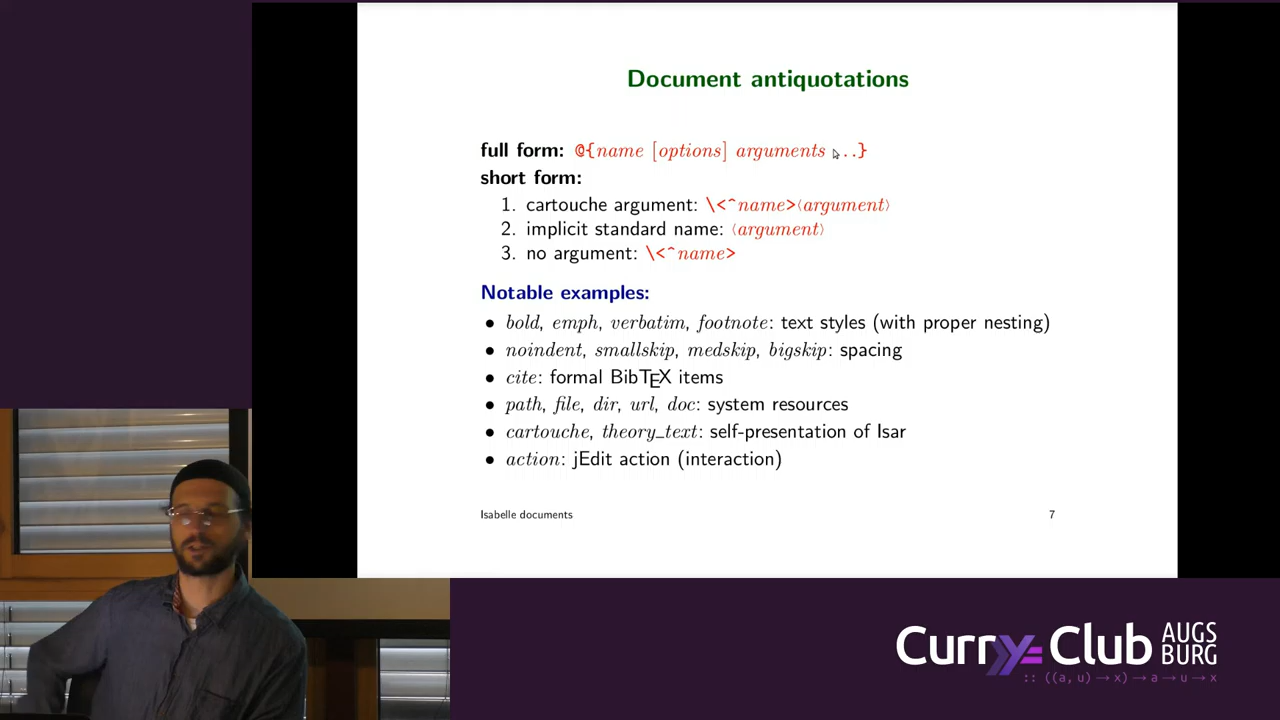 Document antiquotations
full form: @{name [options] arguments ...}
short form:
1. cartouche argument: \<^name>‹argument›
2. implicit standard name: ‹argument›
3. no argument: \<^name>
Notable examples:
• bold, emph, verbatim, footnote: text styles (with proper nesting)
• noindent, smallskip, medskip, bigskip: spacing
• cite: formal BibTEX items
• path, file, dir, url, doc: system resources
• cartouche, theory_text: self-presentation of Isar
• action: jEdit action (interaction)
Isabelle documents 7
Curry Club AUGS
BURG
:: ((a, u) → x) → a → u → x